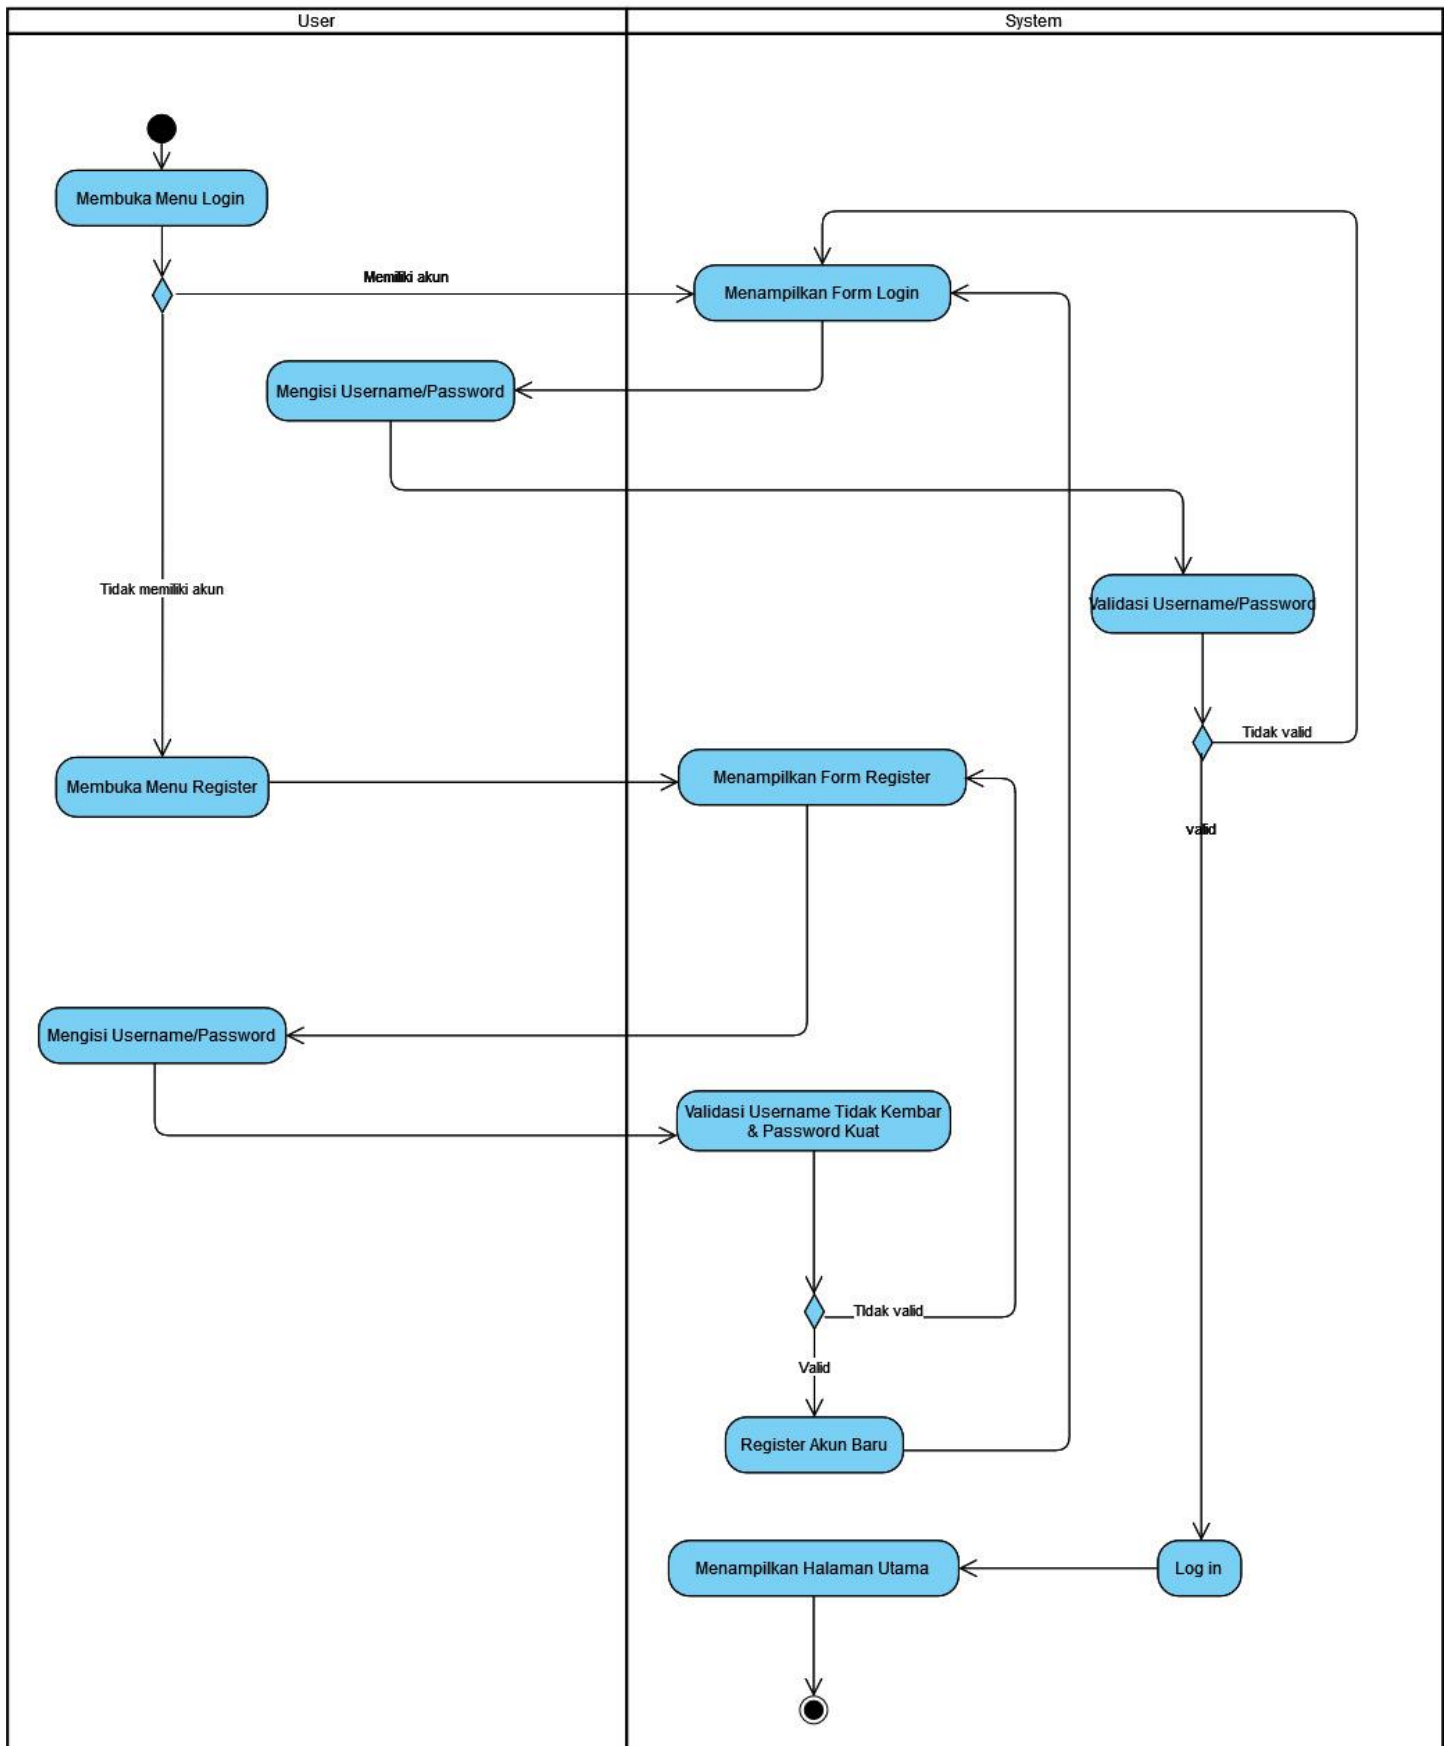 User
System
Membuka Menu Login
Memiliki akun
Menampilkan Form Login
Mengisi Username/Password
Tidak memiliki akun
Validasi Username/Password
Tidak valid
Membuka Menu Register
Menampilkan Form Register
valid
Mengisi Username/Password
Validasi Username Tidak Kembar
& Password Kuat
TIdak valid
Valid
Register Akun Baru
Menampilkan Halaman Utama
Log in